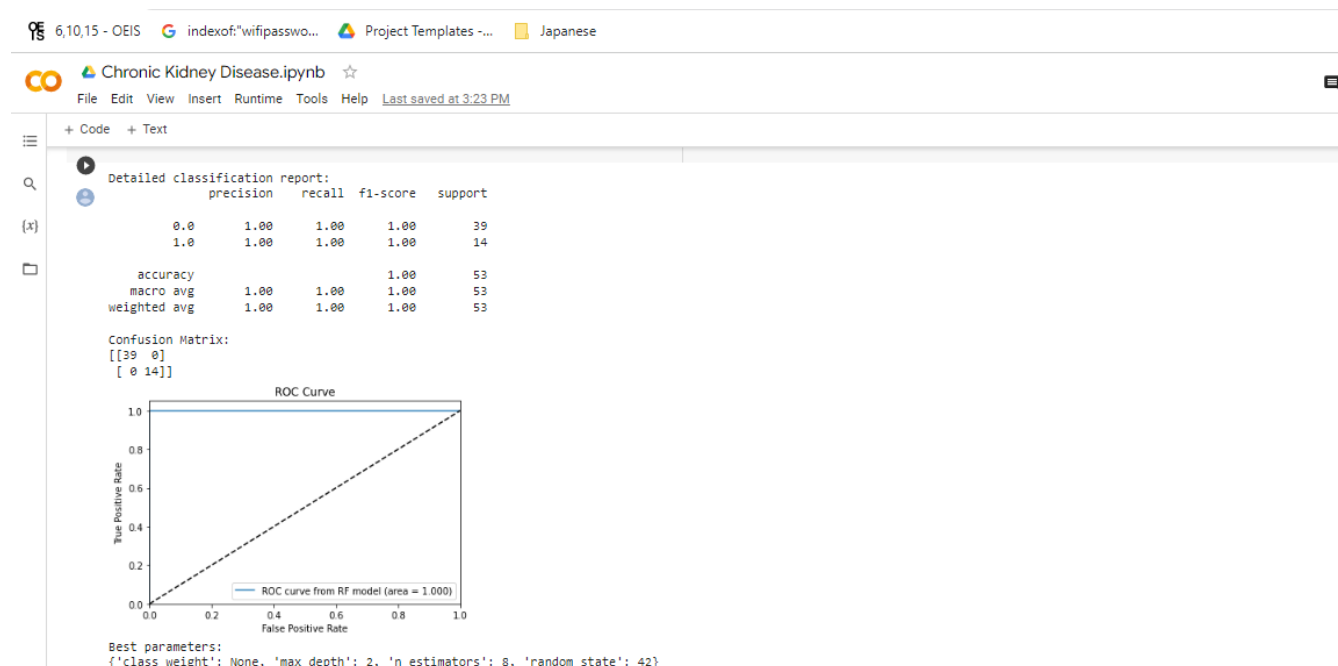 6,10,15 - OEIS indexof:"wifipasswo... Project Templates -... Japanese
Chronic Kidney Disease.ipynb
File Edit View Insert Runtime Tools Help Last saved at 3:23 PM
+ Code + Text
Detailed classification report:
precision recall f1-score support
0.0 1.00 1.00 1.00 39
1.0 1.00 1.00 1.00 14
accuracy 1.00 53
macro avg 1.00 1.00 1.00 53
weighted avg 1.00 1.00 1.00 53
Confusion Matrix:
[[39 0]
[ 0 14]]
ROC Curve
1.0
0.8
0.6
0.4
0.2
0.0
True Positive Rate
ROC curve from RF model (area = 1.000)
0.0 0.2 0.4 0.6 0.8 1.0
False Positive Rate
Best parameters:
{'class_weight': None, 'max_depth': 2, 'n_estimators': 8, 'random_state': 42}